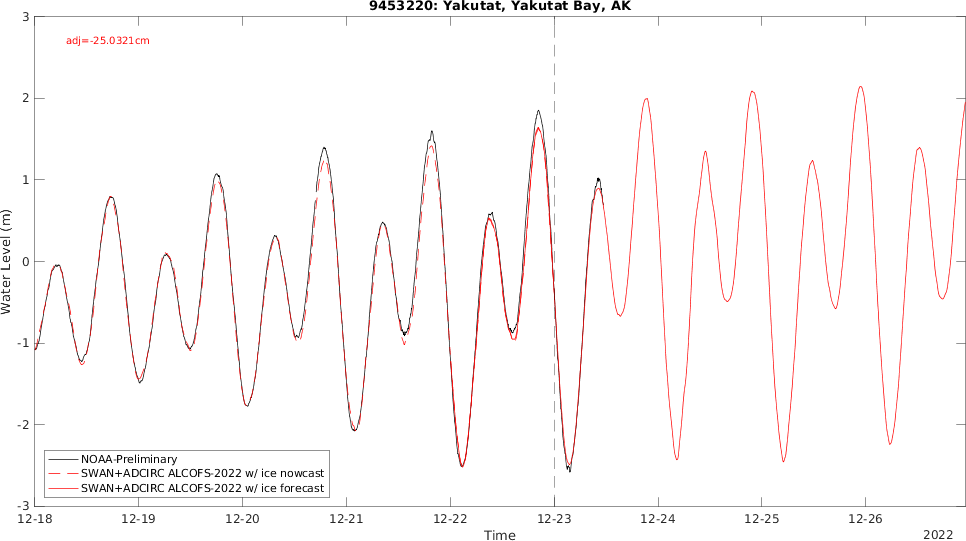 9453220: Yakutat, Yakutat Bay, AK
adj=-25.0321cm
3
2
1
0
-1
-2
-3
Water Level (m)
NOAA-Preliminary
SWAN+ADCIRC ALCOFS-2022 w/ ice nowcast
SWAN+ADCIRC ALCOFS-2022 w/ ice forecast
12-18 12-19 12-20 12-21 12-22 12-23 12-24 12-25 12-26
Time
2022